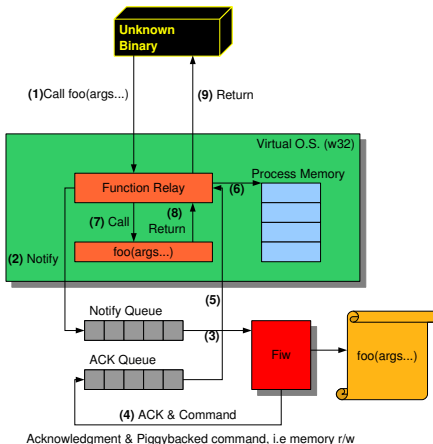 Unknown
Binary
(1)Call foo(args...)
(9) Return
Virtual O.S. (w32)
Process Memory
Function Relay
(6)
(7) Call
(8)
Return
(2) Notify
foo(args...)
(5)
Notify Queue
(3)
ACK Queue
Fiw
foo(args...)
(4) ACK & Command
Acknowledgment & Piggybacked command, i.e memory r/w